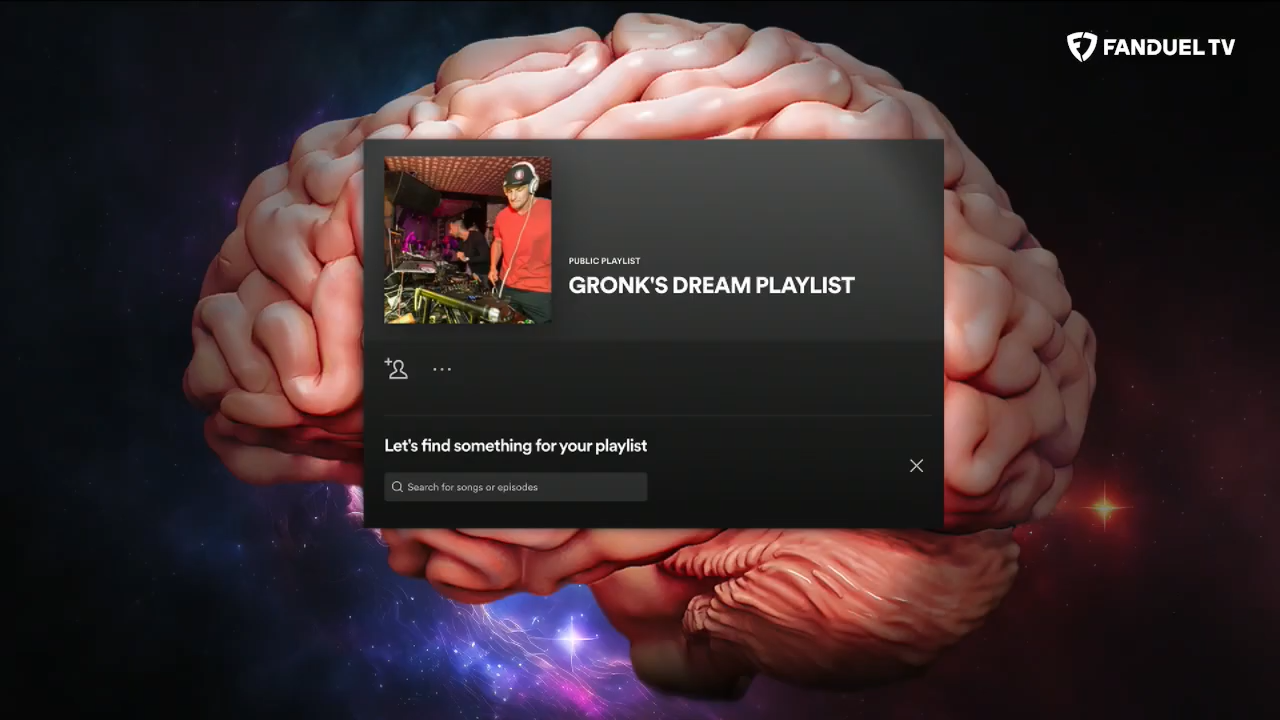 FANDUEL TV
PUBLIC PLAYLIST
GRONK'S DREAM PLAYLIST
Let's find something for your playlist
Search for songs or episodes